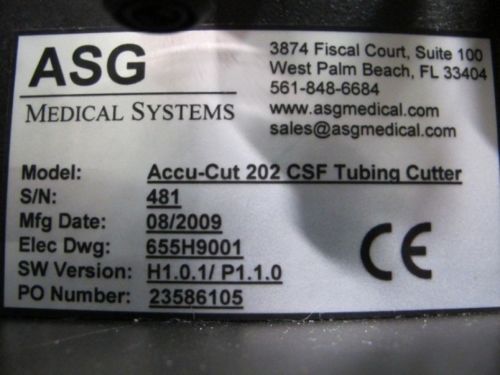 ASG
MEDICAL SYSTEMS
3874 Fiscal Court, Suite 100
West Palm Beach, FL 33404
561-848-6684
www.asgmedical.com
sales@asgmedical.com
Model: Accu-Cut 202 CSF Tubing Cutter
S/N: 481
Mfg Date: 08/2009
Elec Dwg: 655H9001
SW Version: H1.0.1/ P1.1.0
PO Number: 23586105
CE